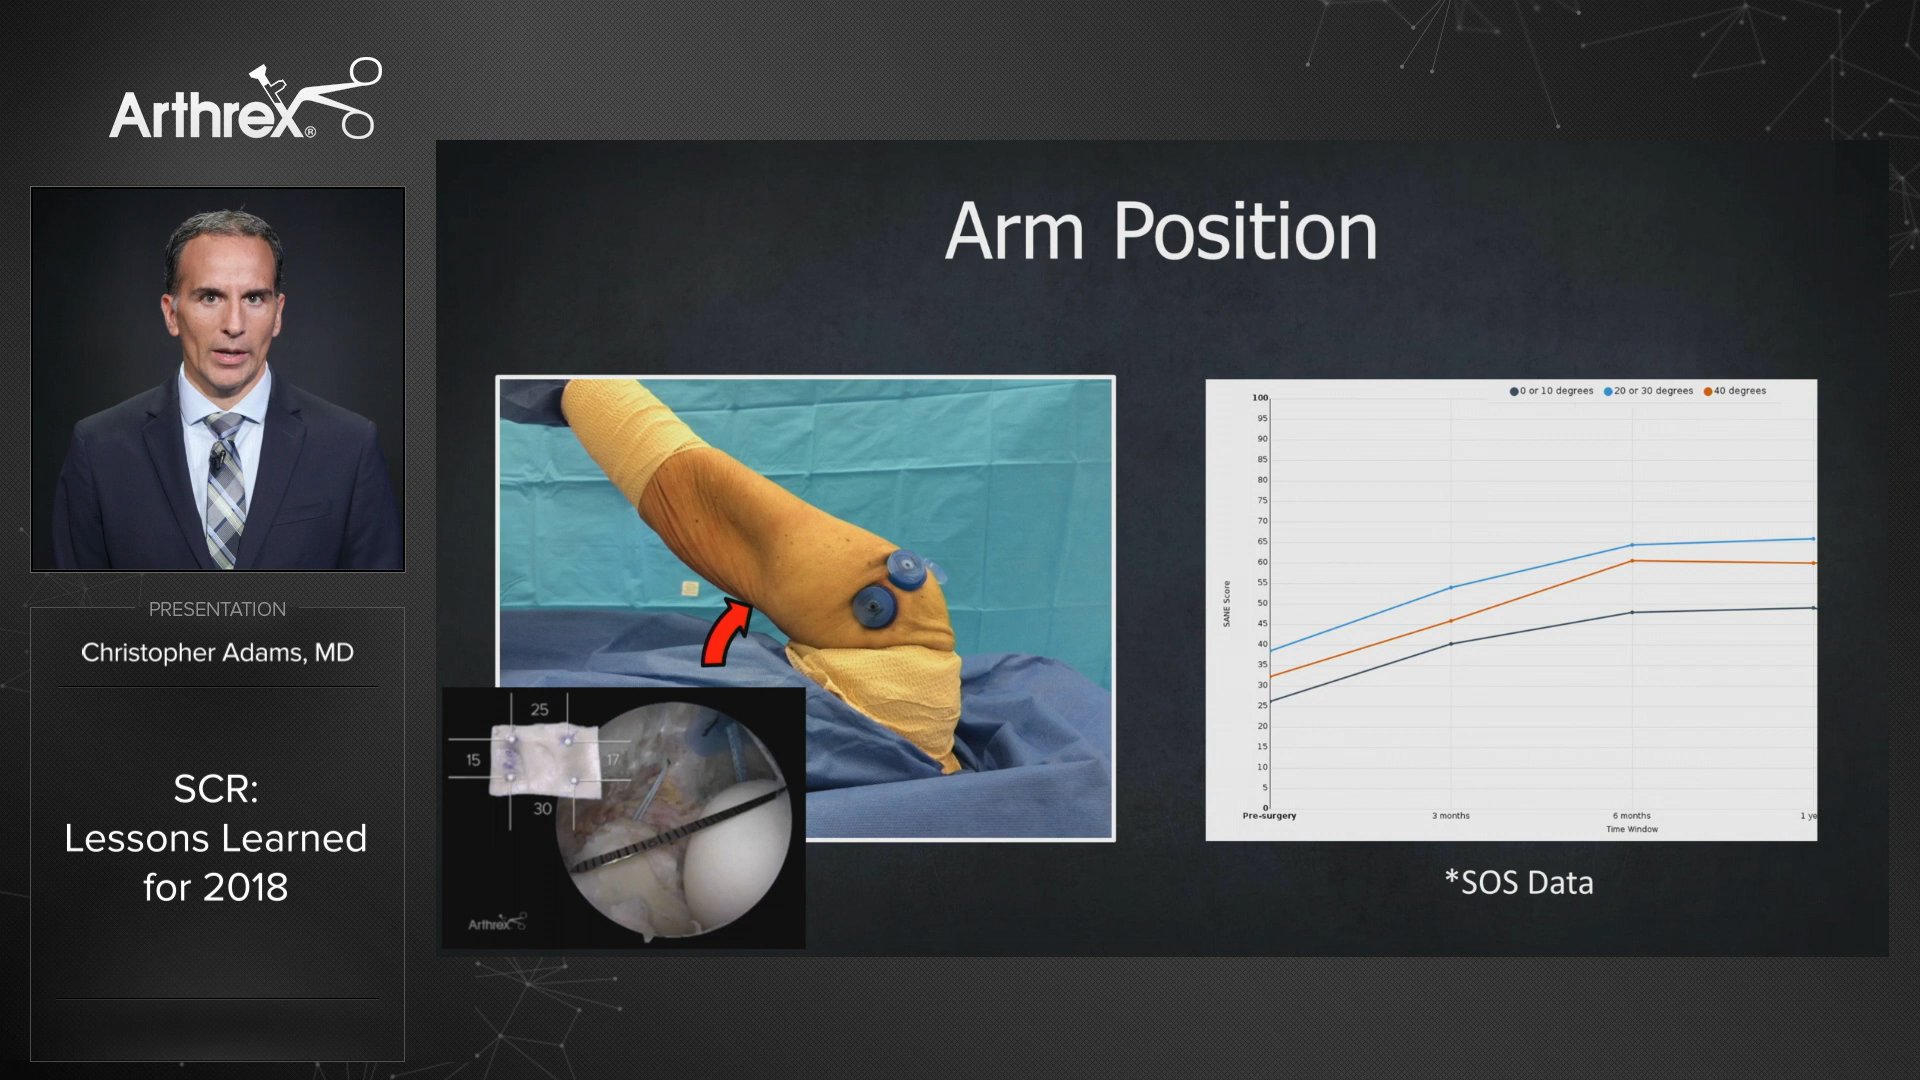 Arthrex®
PRESENTATION
Christopher Adams, MD
SCR:
Lessons Learned
for 2018
Arm Position
25
15
17
30
Arthrex
0 or 10 degrees
20 or 30 degrees
40 degrees
100
95
90
85
80
75
70
65
60
55
50
45
40
35
30
25
20
15
10
5
0
SANE Score
Pre-surgery
3 months
6 months
1 ye
Time Window
*SOS Data